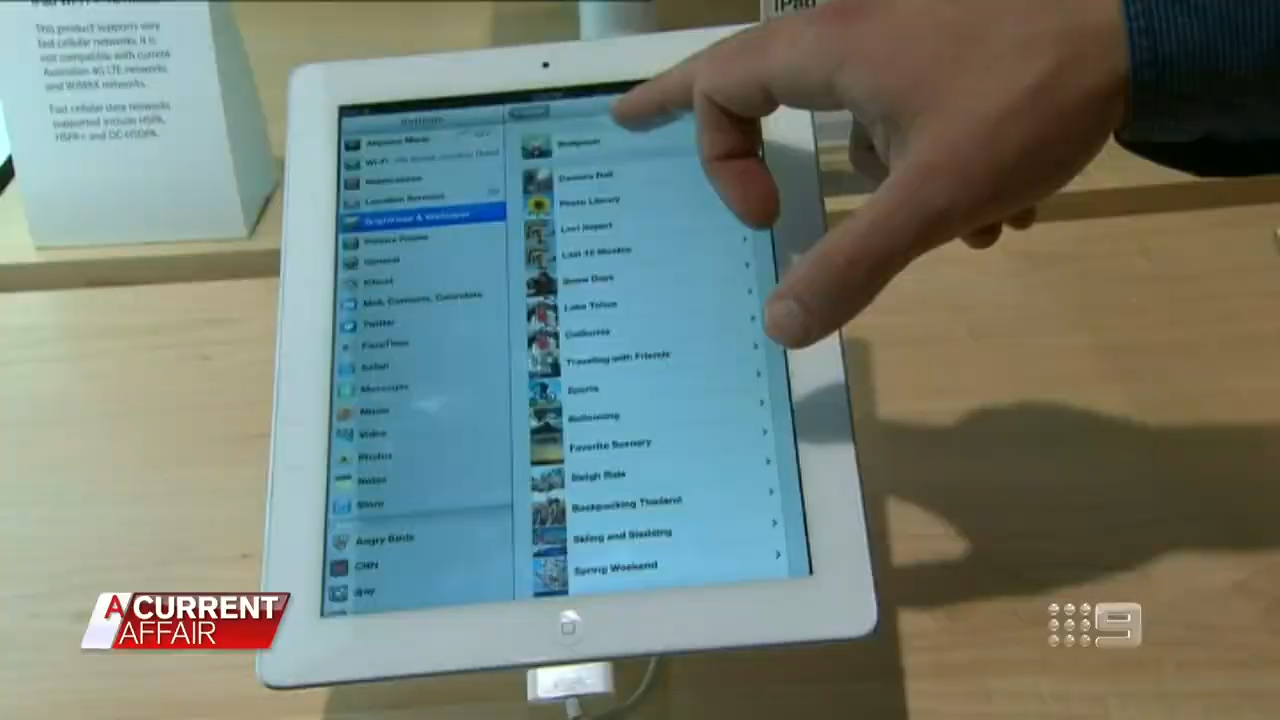 iPad
This product supports very
fast cellular networks. It is
not compatible with current
Australian 4G LTE networks
and WiMAX networks.
Fast cellular data networks
supported include HSPA,
HSPA+ and DC-HSDPA.
Settings
Airplane Mode
Wi-Fi
Notifications
Location Services
Brightness & Wallpaper
Picture Frame
General
iCloud
Mail, Contacts, Calendars
Twitter
FaceTime
Safari
Messages
Music
Video
Photos
Notes
Store
Angry Birds
CNN
Wallpaper
Camera Roll
Photo Library
Last Import
Last 12 Months
Snow Days
Lake Tahoe
California
Traveling with Friends
Sports
Ballooning
Favorite Scenery
Sleigh Ride
Backpacking Thailand
Skiing and Sledding
Spring Weekend
A CURRENT
AFFAIR
9